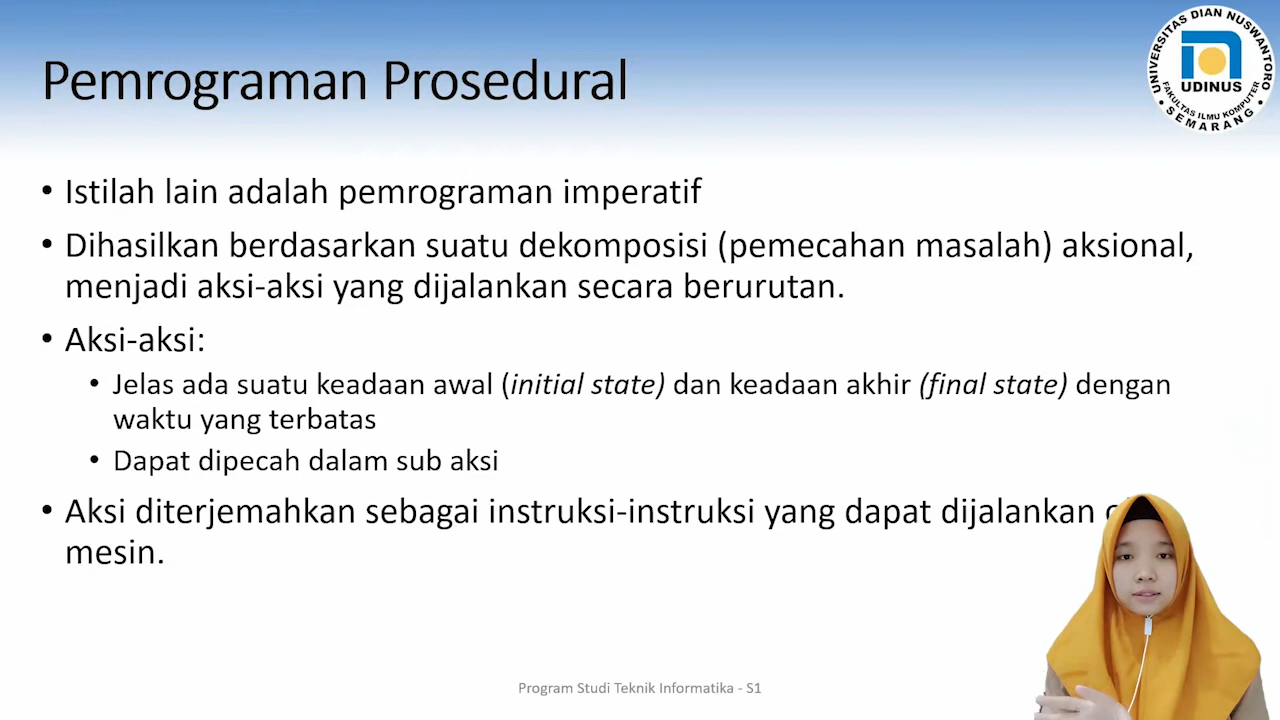 Pemrograman Prosedural
UNIVERSITAS DIAN NUSWANTORO
UDINUS
FAKULTAS ILMU KOMPUTER
• SEMARANG •
• Istilah lain adalah pemrograman imperatif
• Dihasilkan berdasarkan suatu dekomposisi (pemecahan masalah) aksional,
menjadi aksi-aksi yang dijalankan secara berurutan.
• Aksi-aksi:
• Jelas ada suatu keadaan awal (initial state) dan keadaan akhir (final state) dengan
waktu yang terbatas
• Dapat dipecah dalam sub aksi
• Aksi diterjemahkan sebagai instruksi-instruksi yang dapat dijalankan
mesin.
Program Studi Teknik Informatika - S1